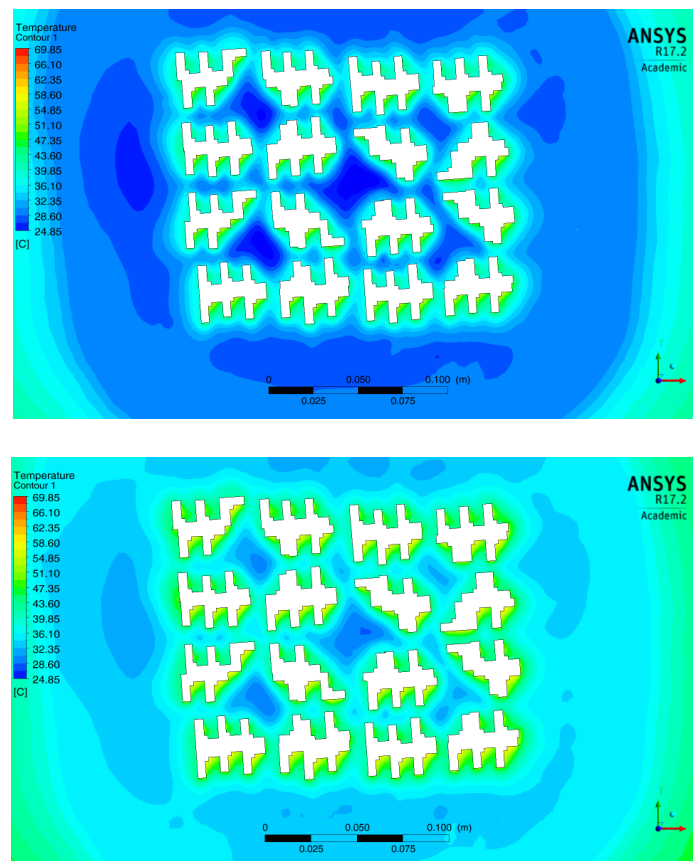 Temperature
Contour 1
69.85
66.10
62.35
58.60
54.85
51.10
47.35
43.60
39.85
36.10
32.35
28.60
24.85
[C]
ANSYS
R17.2
Academic
0 0.050 0.100 (m)
0.025 0.075
Y
Temperature
Contour 1
69.85
66.10
62.35
58.60
54.85
51.10
47.35
43.60
39.85
36.10
32.35
28.60
24.85
[C]
ANSYS
R17.2
Academic
0 0.050 0.100 (m)
0.025 0.075